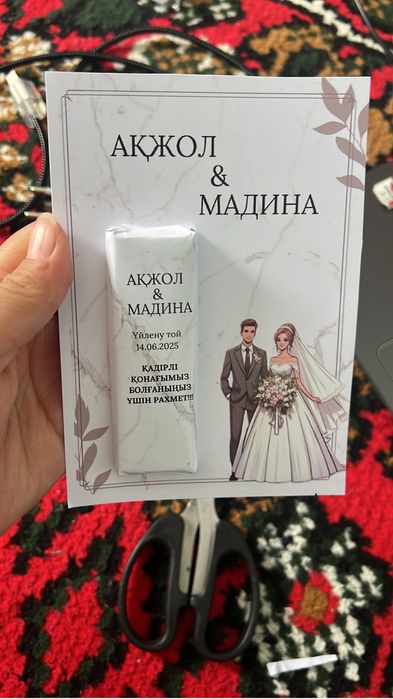 АҚЖОЛ
&
МАДИНА
АҚЖОЛ
&
МАДИНА
Үйлену той
14.06.2025
ҚАДІРЛІ
ҚОНАҒЫМЫЗ
БОЛҒАНЫҢЫЗ
ҮШІН РАХМЕТ!!!